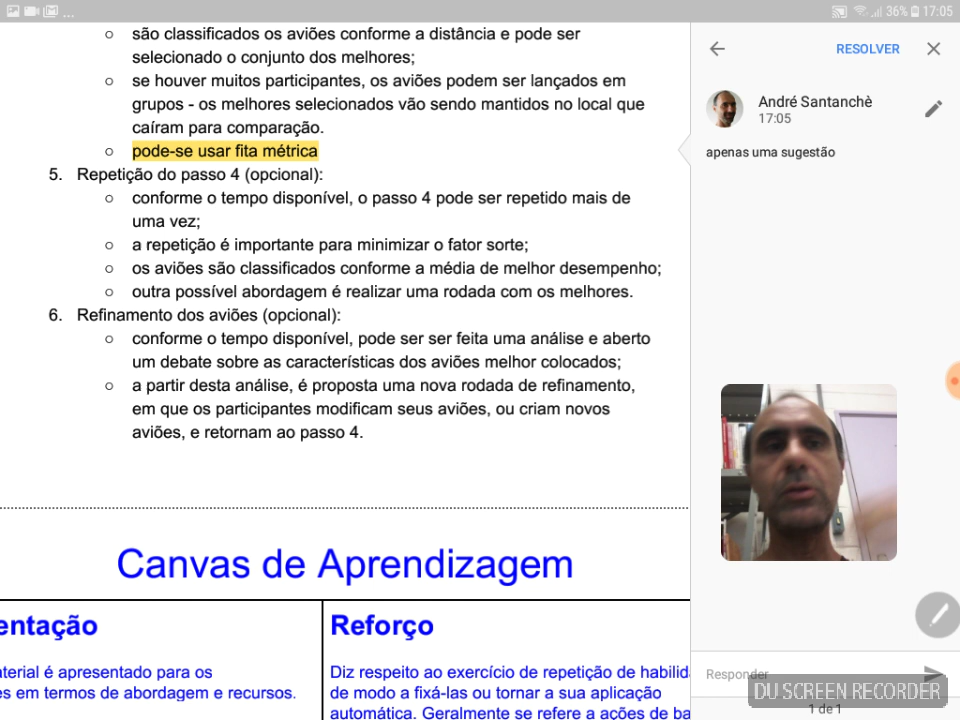 ... 36% 17:05
são classificados os aviões conforme a distância e pode ser
selecionado o conjunto dos melhores;
se houver muitos participantes, os aviões podem ser lançados em
grupos - os melhores selecionados vão sendo mantidos no local que
caíram para comparação.
pode-se usar fita métrica
5. Repetição do passo 4 (opcional):
conforme o tempo disponível, o passo 4 pode ser repetido mais de
uma vez;
a repetição é importante para minimizar o fator sorte;
os aviões são classificados conforme a média de melhor desempenho;
outra possível abordagem é realizar uma rodada com os melhores.
6. Refinamento dos aviões (opcional):
conforme o tempo disponível, pode ser ser feita uma análise e aberto
um debate sobre as características dos aviões melhor colocados;
a partir desta análise, é proposta uma nova rodada de refinamento,
em que os participantes modificam seus aviões, ou criam novos
aviões, e retornam ao passo 4.
Canvas de Aprendizagem
entação
aterial é apresentado para os
es em termos de abordagem e recursos.
Reforço
Diz respeito ao exercício de repetição de habilid
de modo a fixá-las ou tornar a sua aplicação
automática. Geralmente se refere a ações de ba
RESOLVER
André Santanchè
17:05
apenas uma sugestão
Responder
DU SCREEN RECORDER
1 de 1